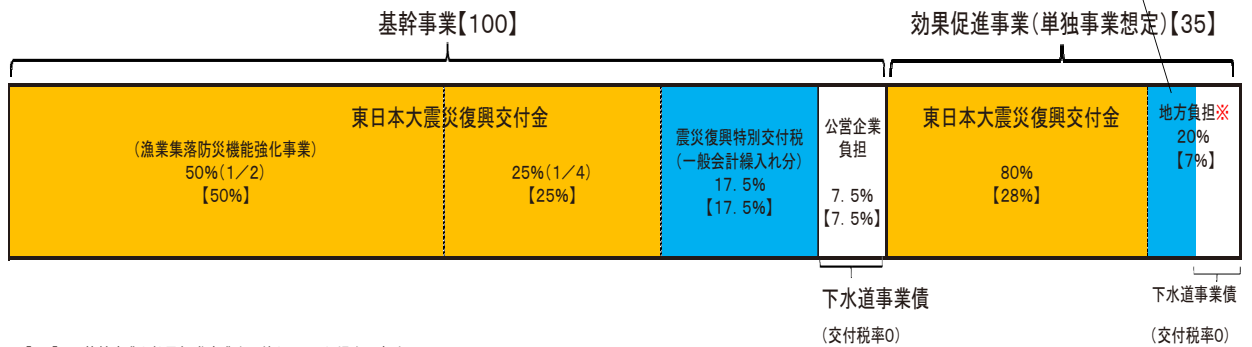 基幹事業【100】
効果促進事業(単独事業想定)【35】
東日本大震災復興交付金
(漁業集落防災機能強化事業)
50%(1/2)
【50%】
25%(1/4)
【25%】
震災復興特別交付税
(一般会計繰入れ分)
17.5%
【17.5%】
公営企業
負担
7.5%
【7.5%】
東日本大震災復興交付金
80%
【28%】
地方負担※
20%
【7%】
下水道事業債
(交付税率0)
下水道事業債
(交付税率0)